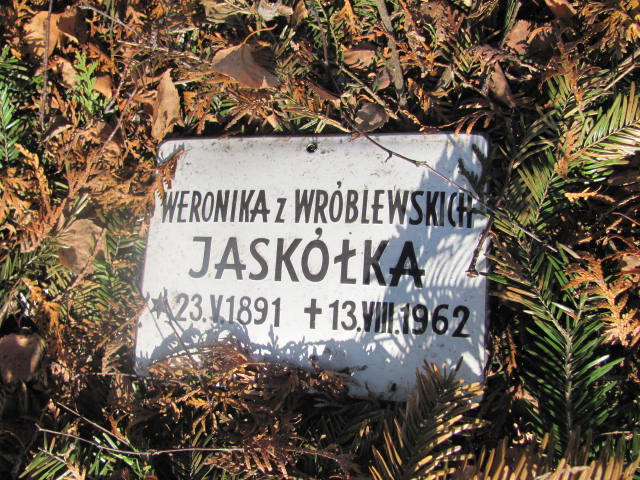 WERONIKA z WRÓBLEWSKICH
JASKÓŁKA
* 23.V.1891 + 13.VIII.1962